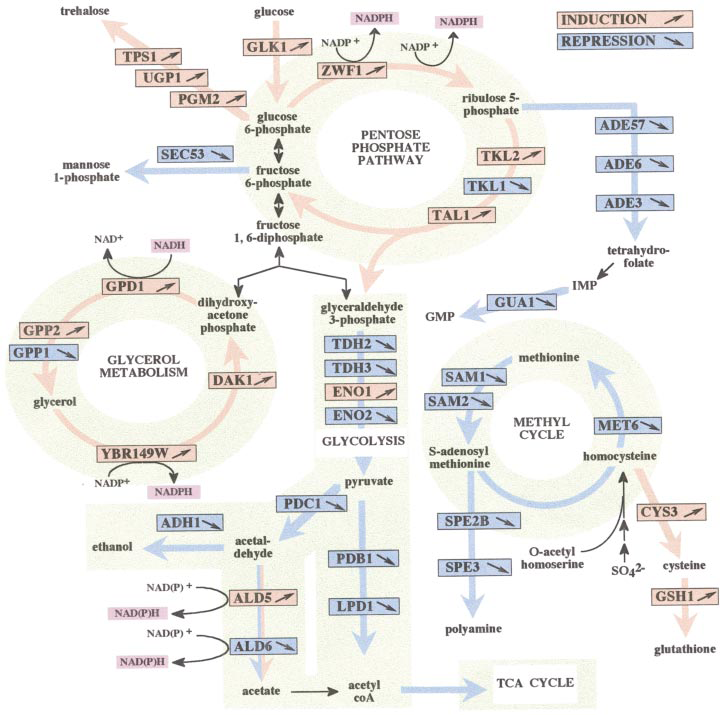 trehalose
glucose
NADPH
NADPH
INDUCTION
REPRESSION
TPS1
UGP1
PGM2
GLK1
NADP+
NADP+
ZWF1
ribulose 5-
phosphate
glucose
6-phosphate
PENTOSE
PHOSPHATE
PATHWAY
ADE57
ADE6
ADE3
mannose
1-phosphate
SEC53
fructose
6-phosphate
TKL2
TKL1
TAL1
fructose
1, 6-diphosphate
tetrahydro-
folate
IMP
GUA1
GMP
NAD+
NADH
GPD1
dihydroxy-
acetone
phosphate
glyceraldehyde
3-phosphate
GPP2
GPP1
GLYCEROL
METABOLISM
DAK1
glycerol
YBR149W
NADP+
NADPH
TDH2
TDH3
ENO1
ENO2
GLYCOLYSIS
methionine
SAM1
SAM2
METHYL
CYCLE
MET6
S-adenosyl
methionine
homocysteine
pyruvate
PDC1
ADH1
ethanol
acetal-
dehyde
SPE2B
SPE3
CYS3
O-acetyl
homoserine
SO42-
cysteine
GSH1
glutathione
polyamine
PDB1
LPD1
NAD(P)+
ALD5
NAD(P)H
NAD(P)+
ALD6
NAD(P)H
acetate
acetyl
coA
TCA CYCLE